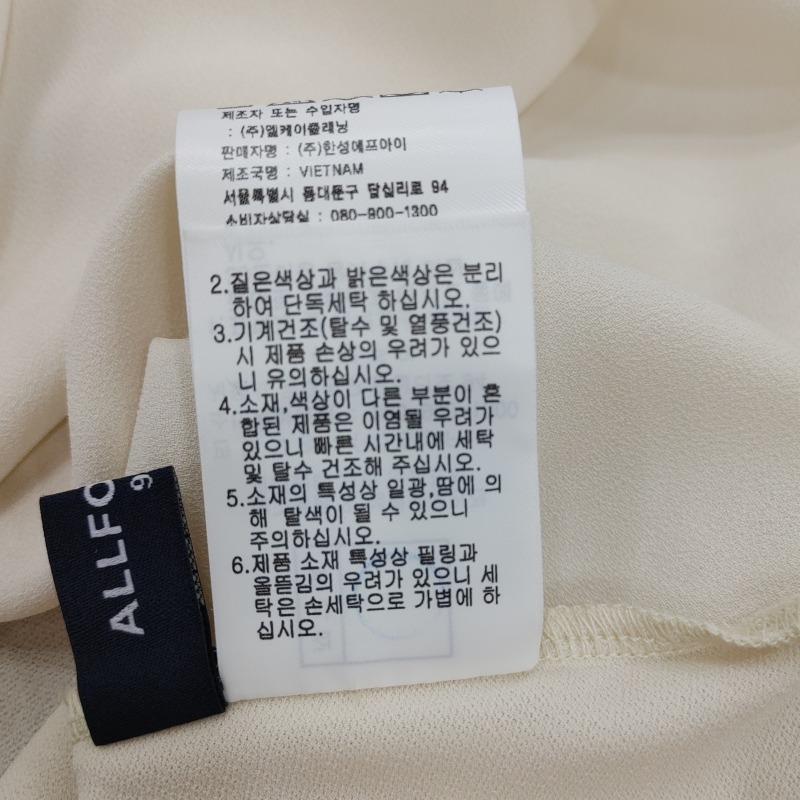 제조자 또는 수입자명
: (주)엘케이플래닝
판매자명 : (주)한성에프아이
제조국명 : VIETNAM
서울특별시 동대문구 답십리로 94
소비자상담실 : 080-900-1300
2.짙은색상과 밝은색상은 분리
하여 단독세탁 하십시오.
3.기계건조(탈수 및 열풍건조)
시 제품 손상의 우려가 있으
니 유의하십시오.
4.소재,색상이 다른 부분이 혼
합된 제품은 이염될 우려가
있으니 빠른 시간내에 세탁
및 탈수 건조해 주십시오.
5.소재의 특성상 일광,땀에 의
해 탈색이 될 수 있으니
주의하십시오.
6.제품 소재 특성상 필링과
올뜯김의 우려가 있으니 세
탁은 손세탁으로 가볍에 하
십시오.
ALLFO
9